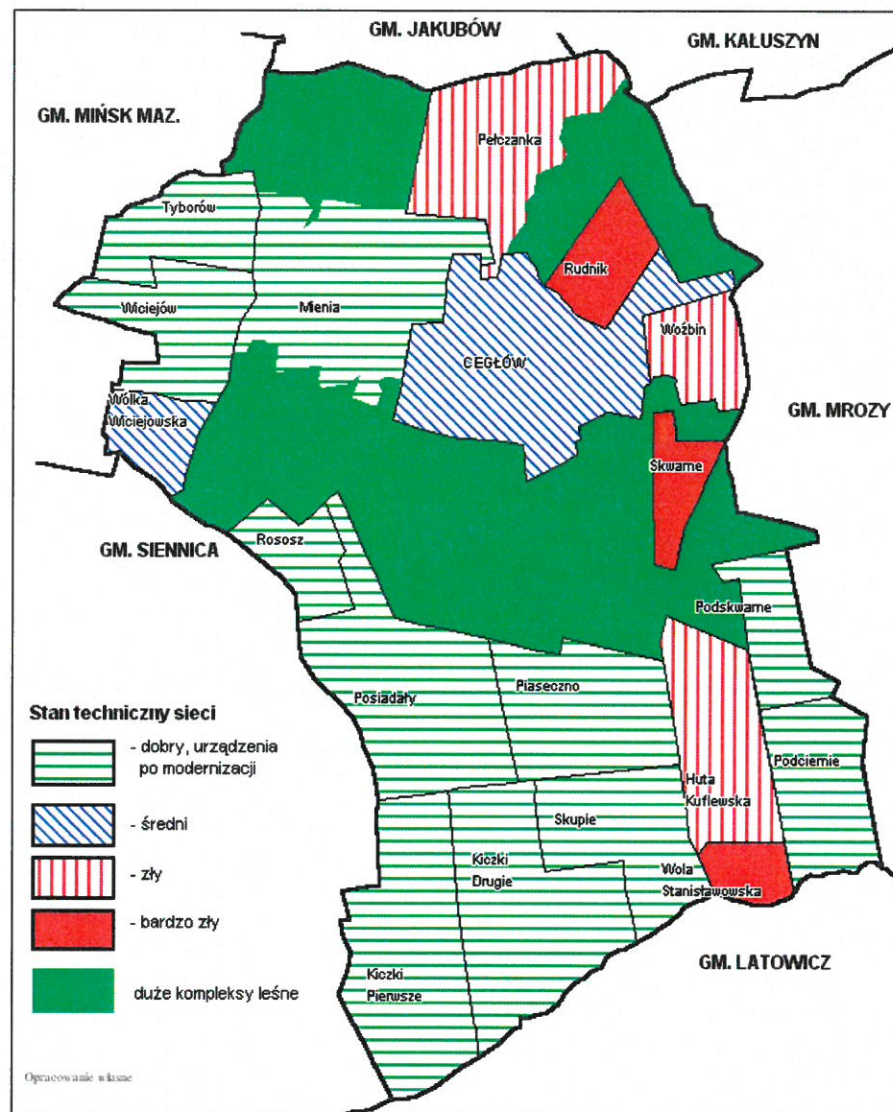 GM. JAKUBÓW
GM. KAŁUSZYN
GM. MIŃSK MAZ.
Pełczanka
Tyborów
Rudnik
Wiciejów
Mienia
Woźbin
CEGŁÓW
Wólka
Wiciejowska
GM. MROZY
Skwarne
GM. SIENNICA
Rososz
Podskwarne
Posiadały
Piaseczno
Stan techniczny sieci
- dobry, urządzenia
po modernizacji
Podciernie
Huta
Kuflewska
- średni
Skupie
Kiczki
Drugie
Wola
Stanisławowska
- zły
- bardzo zły
GM. LATOWICZ
Kiczki
Pierwsze
duże kompleksy leśne
Opracowanie własne